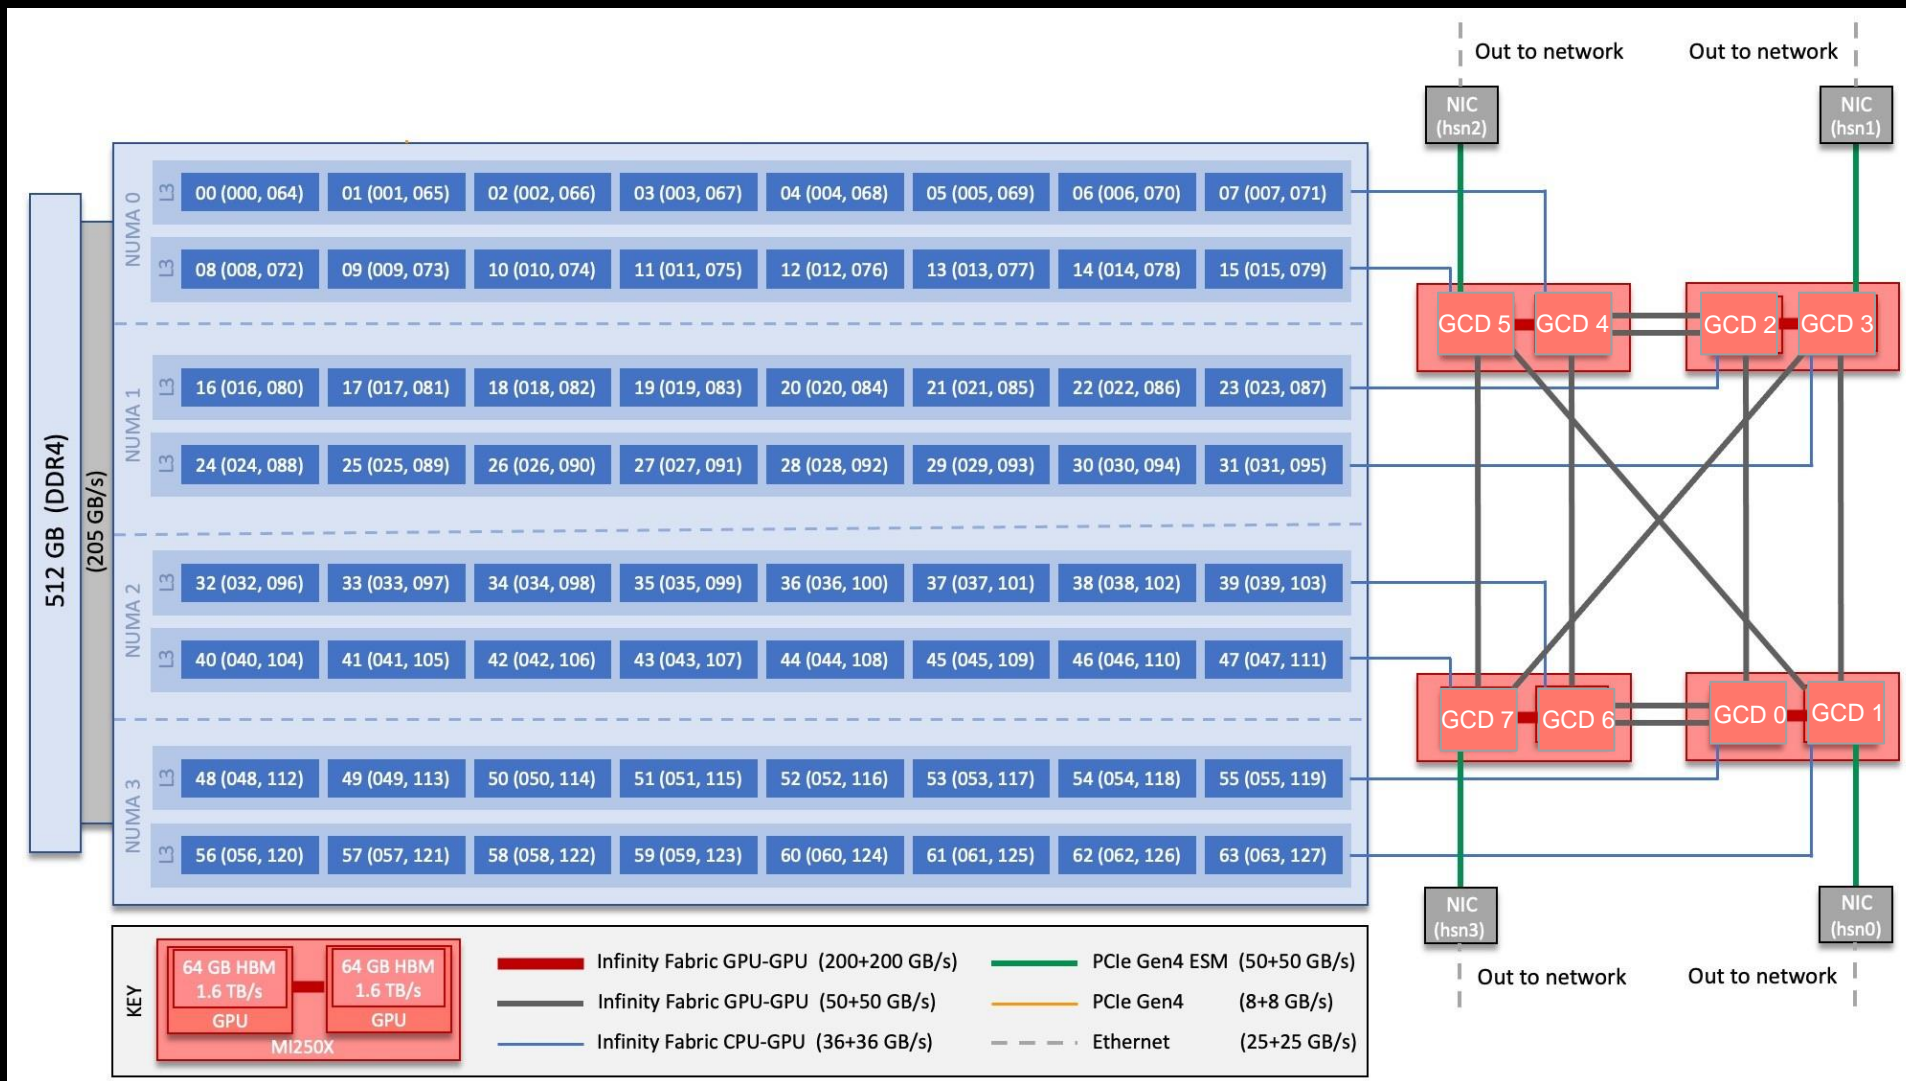 Out to network
Out to network
NIC
(hsn2)
NIC
(hsn1)
512 GB (DDR4)
(205 GB/s)
NUMA 0
L3
00 (000, 064)
01 (001, 065)
02 (002, 066)
03 (003, 067)
04 (004, 068)
05 (005, 069)
06 (006, 070)
07 (007, 071)
L3
08 (008, 072)
09 (009, 073)
10 (010, 074)
11 (011, 075)
12 (012, 076)
13 (013, 077)
14 (014, 078)
15 (015, 079)
NUMA 1
L3
16 (016, 080)
17 (017, 081)
18 (018, 082)
19 (019, 083)
20 (020, 084)
21 (021, 085)
22 (022, 086)
23 (023, 087)
L3
24 (024, 088)
25 (025, 089)
26 (026, 090)
27 (027, 091)
28 (028, 092)
29 (029, 093)
30 (030, 094)
31 (031, 095)
NUMA 2
L3
32 (032, 096)
33 (033, 097)
34 (034, 098)
35 (035, 099)
36 (036, 100)
37 (037, 101)
38 (038, 102)
39 (039, 103)
L3
40 (040, 104)
41 (041, 105)
42 (042, 106)
43 (043, 107)
44 (044, 108)
45 (045, 109)
46 (046, 110)
47 (047, 111)
NUMA 3
L3
48 (048, 112)
49 (049, 113)
50 (050, 114)
51 (051, 115)
52 (052, 116)
53 (053, 117)
54 (054, 118)
55 (055, 119)
L3
56 (056, 120)
57 (057, 121)
58 (058, 122)
59 (059, 123)
60 (060, 124)
61 (061, 125)
62 (062, 126)
63 (063, 127)
GCD 5
GCD 4
GCD 2
GCD 3
GCD 7
GCD 6
GCD 0
GCD 1
NIC
(hsn3)
NIC
(hsn0)
Out to network
Out to network
KEY
64 GB HBM
1.6 TB/s
GPU
64 GB HBM
1.6 TB/s
GPU
MI250X
Infinity Fabric GPU-GPU (200+200 GB/s)
Infinity Fabric GPU-GPU (50+50 GB/s)
Infinity Fabric CPU-GPU (36+36 GB/s)
PCIe Gen4 ESM (50+50 GB/s)
PCIe Gen4 (8+8 GB/s)
Ethernet (25+25 GB/s)